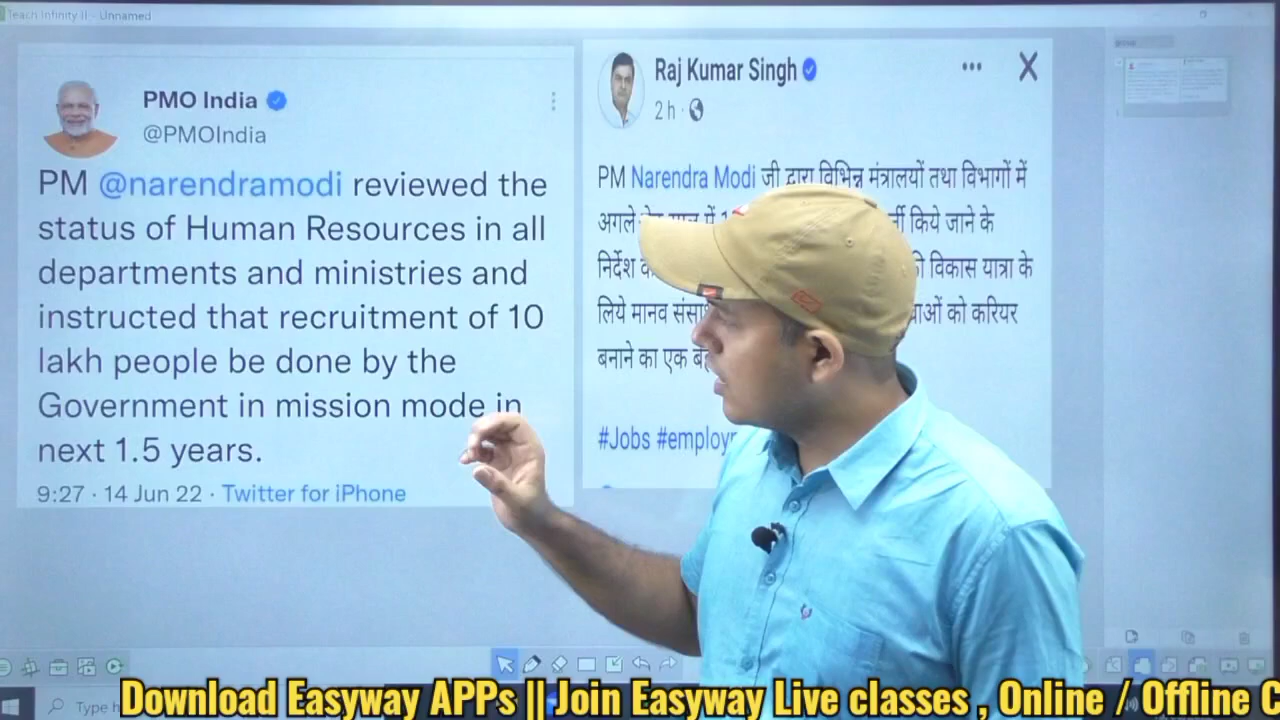 Teach Infinity II - Unnamed
PMO India
@PMOIndia
PM @narendramodi reviewed the
status of Human Resources in all
departments and ministries and
instructed that recruitment of 10
lakh people be done by the
Government in mission mode in
next 1.5 years.
9:27 · 14 Jun 22 · Twitter for iPhone
Raj Kumar Singh
2 h ·
PM Narendra Modi जी द्वारा विभिन्न मंत्रालयों तथा विभागों में
अगले में किये जाने के
निर्देश विकास यात्रा के
लिये मानव को करियर
बनाने का एक
#Jobs
Type
Download Easyway APPs || Join Easyway Live classes , Online / Offline